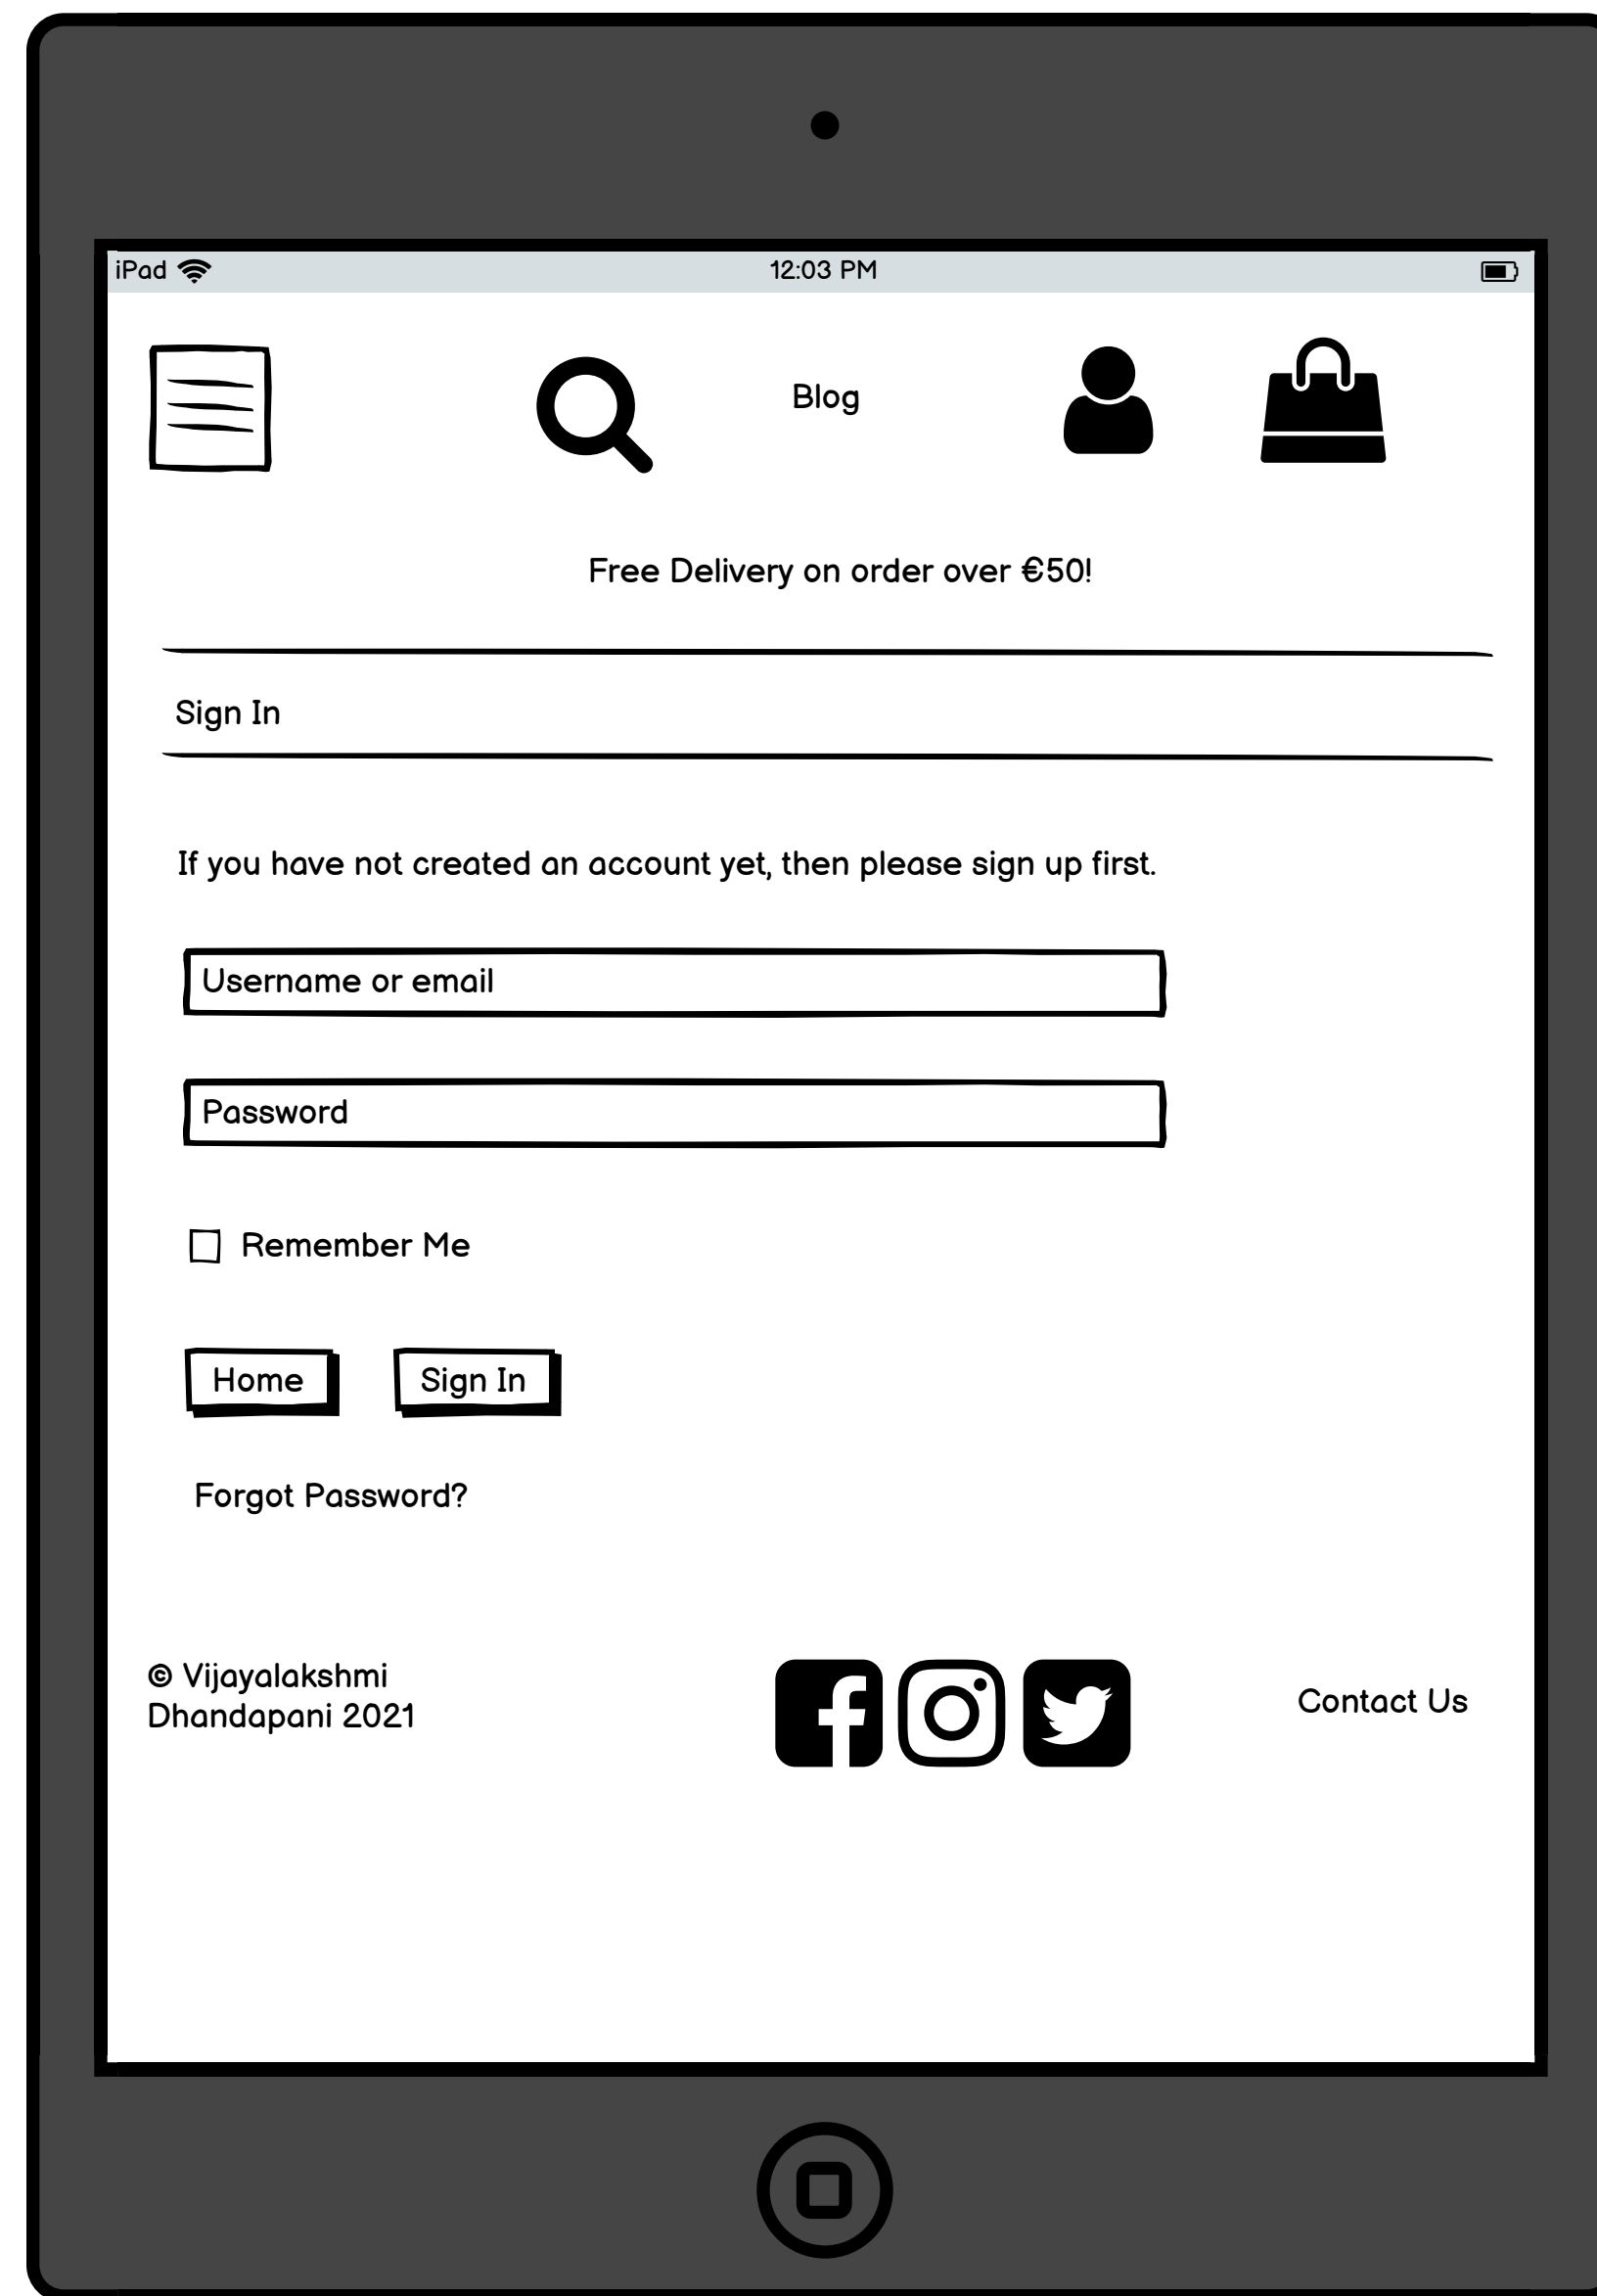 iPad
12:03 PM
Blog
Free Delivery on order over €50!
Sign In
If you have not created an account yet, then please sign up first.
Username or email
Password
Remember Me
Home
Sign In
Forgot Password?
© Vijayalakshmi
Dhandapani 2021
Contact Us